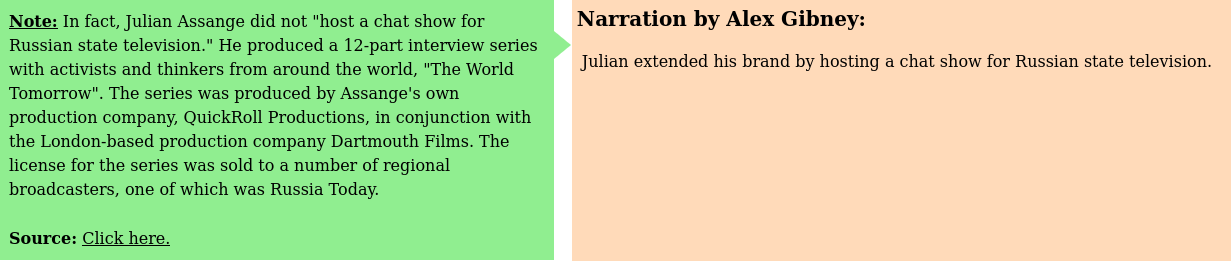 Note: In fact, Julian Assange did not "host a chat show for
Russian state television." He produced a 12-part interview series
with activists and thinkers from around the world, "The World
Tomorrow". The series was produced by Assange's own
production company, QuickRoll Productions, in conjunction with
the London-based production company Dartmouth Films. The
license for the series was sold to a number of regional
broadcasters, one of which was Russia Today.
Source: Click here.
Narration by Alex Gibney:
Julian extended his brand by hosting a chat show for Russian state television.